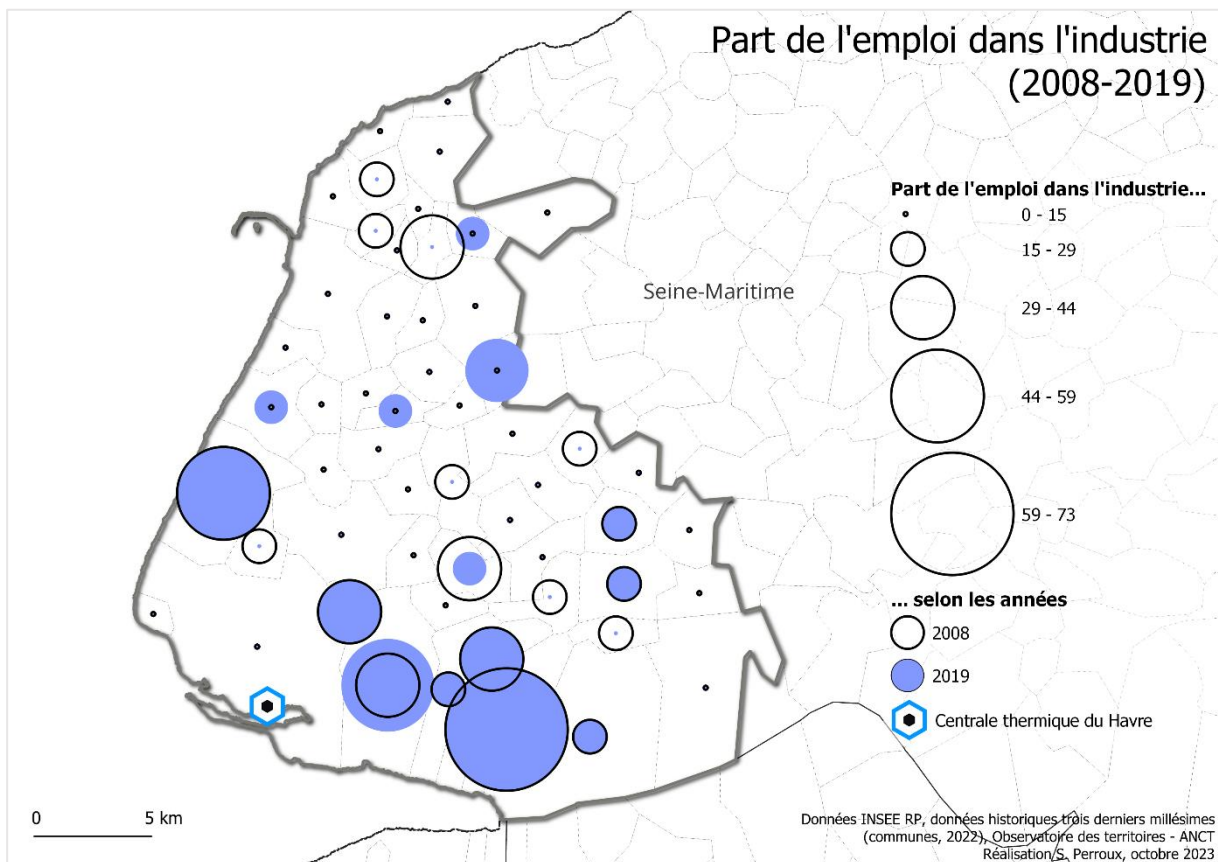 Part de l'emploi dans l'industrie
(2008-2019)
Part de l'emploi dans l'industrie...
0 - 15
15 - 29
Seine-Maritime
29 - 44
44 - 59
59 - 73
... selon les années
2008
2019
Centrale thermique du Havre
0 5 km
Données INSEE RP, données historiques trois derniers millésimes
(communes, 2022), Observatoire des territoires - ANCT
Réalisation S. Perroux, octobre 2023